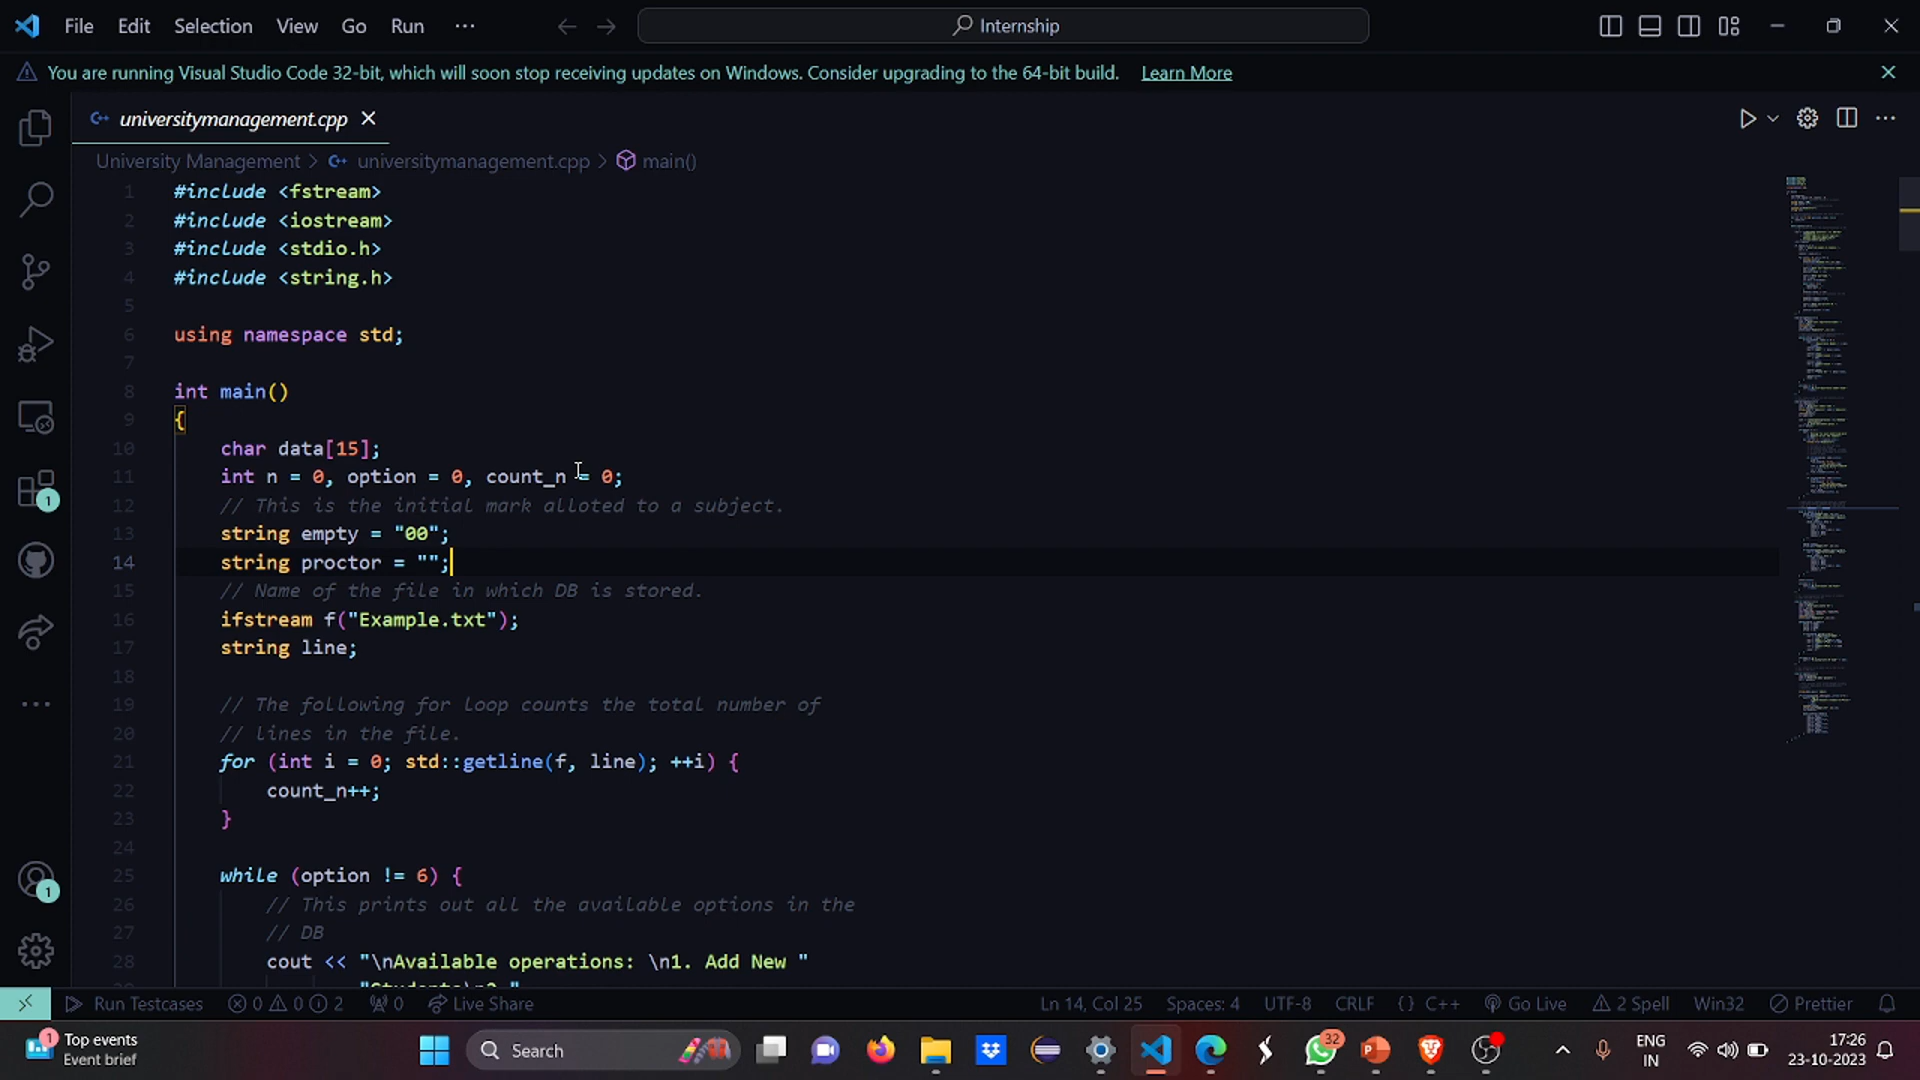 File Edit Selection View Go Run ··· Internship
You are running Visual Studio Code 32-bit, which will soon stop receiving updates on Windows. Consider upgrading to the 64-bit build. Learn More
universitymanagement.cpp
University Management > universitymanagement.cpp > main()
1 #include <fstream>
2 #include <iostream>
3 #include <stdio.h>
4 #include <string.h>
5
6 using namespace std;
7
8 int main()
9 {
10 char data[15];
11 int n = 0, option = 0, count_n = 0;
12 // This is the initial mark alloted to a subject.
13 string empty = "00";
14 string proctor = "";
15 // Name of the file in which DB is stored.
16 ifstream f("Example.txt");
17 string line;
18
19 // The following for loop counts the total number of
20 // lines in the file.
21 for (int i = 0; std::getline(f, line); ++i) {
22 count_n++;
23 }
24
25 while (option != 6) {
26 // This prints out all the available options in the
27 // DB
28 cout << "\nAvailable operations: \n1. Add New "
1
1
Run Testcases 0 0 2 0 Live Share Ln 14, Col 25 Spaces: 4 UTF-8 CRLF {} C++ Go Live 2 Spell Win32 Prettier
1 Top events
Event brief
Search
32
ENG
IN
17:26
23-10-2023